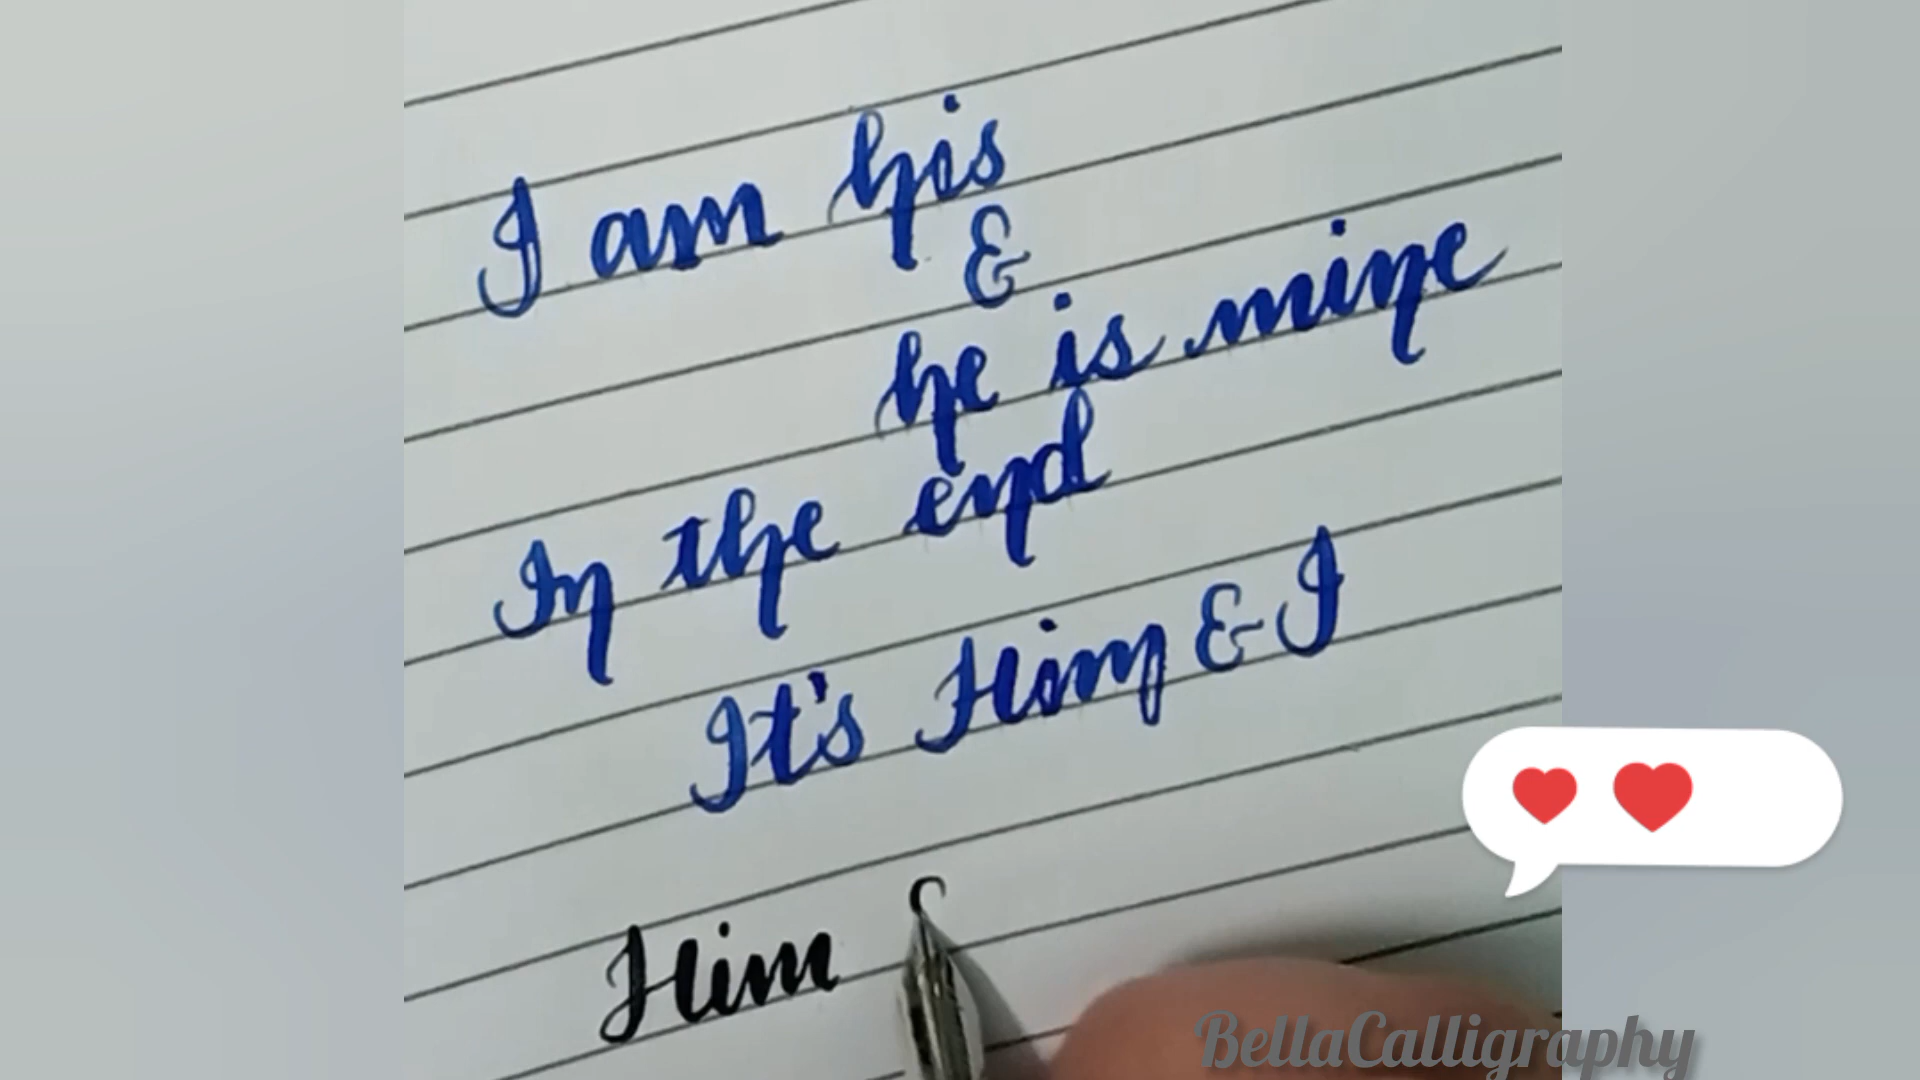 I am his
&
he is mine
In the end
It's Him & I
Him
BellaCalligraphy